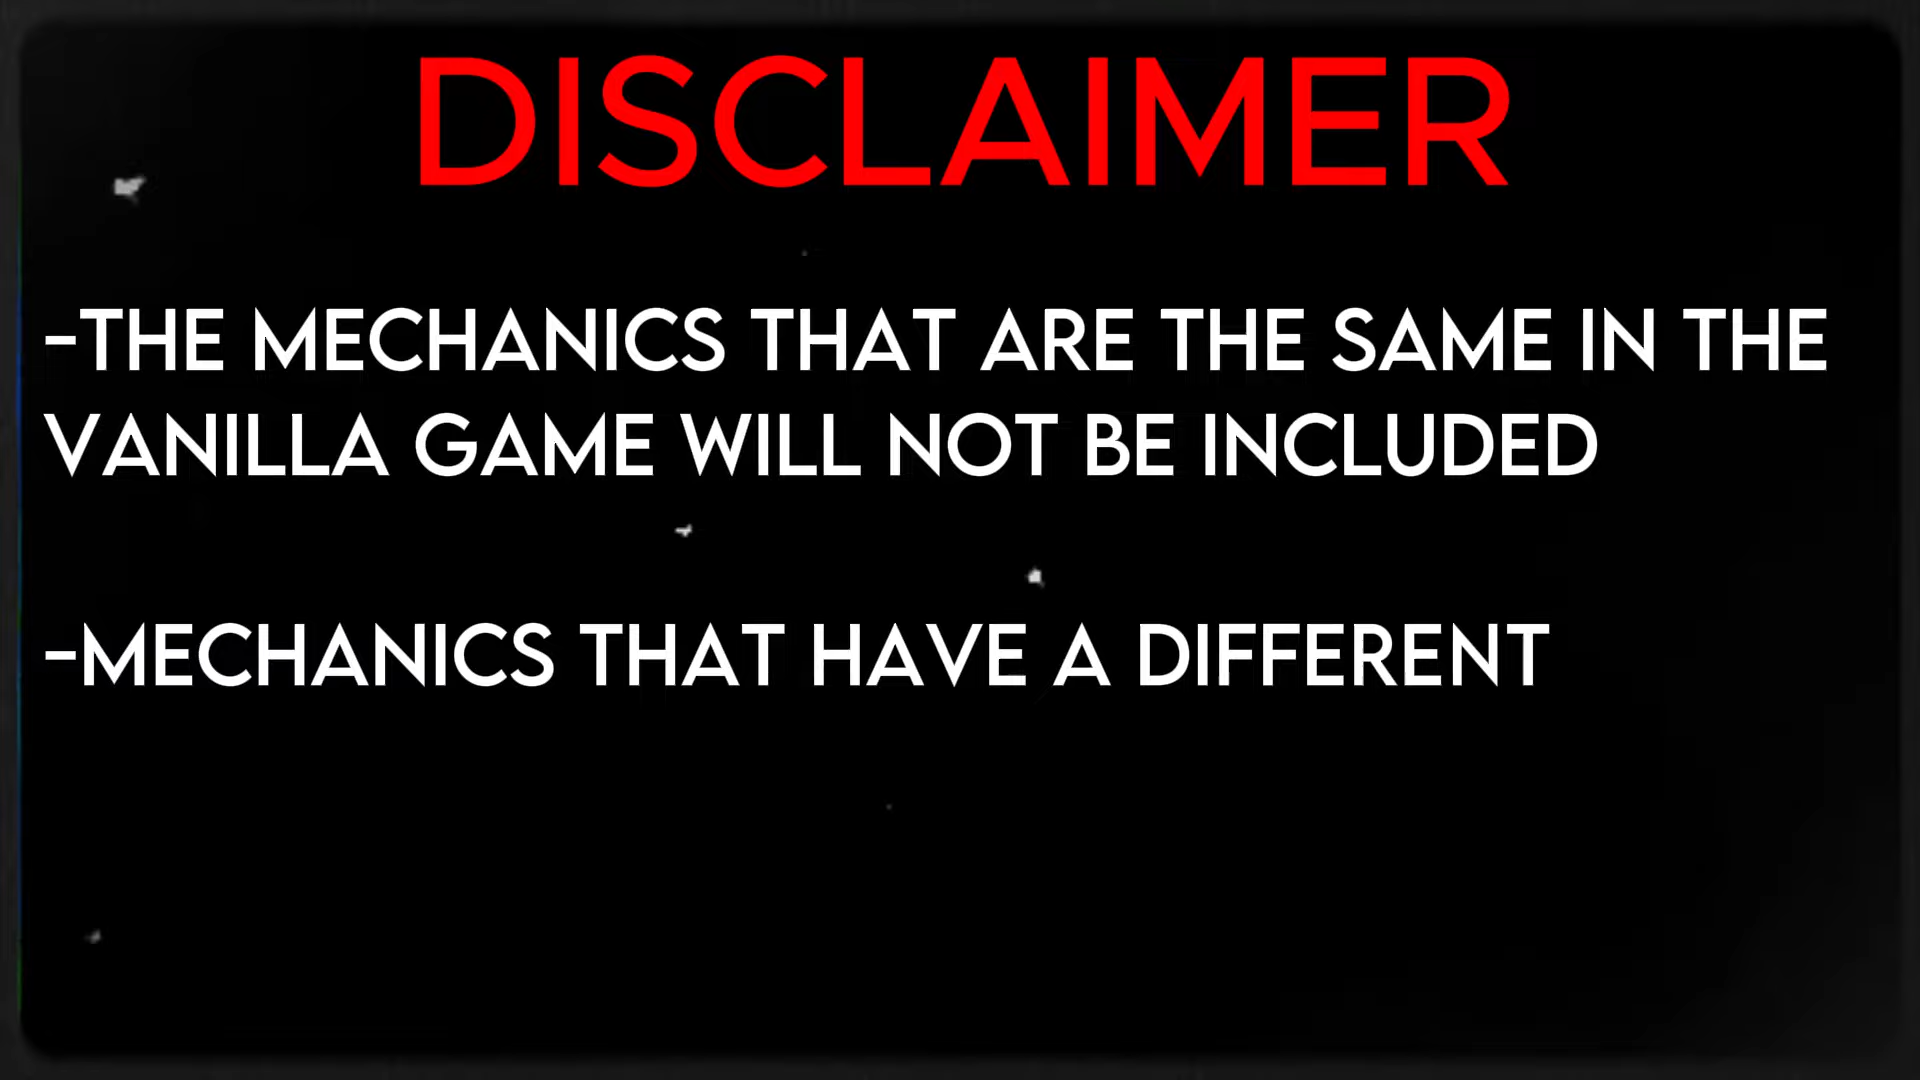 DISCLAIMER
-THE MECHANICS THAT ARE THE SAME IN THE
VANILLA GAME WILL NOT BE INCLUDED
-MECHANICS THAT HAVE A DIFFERENT